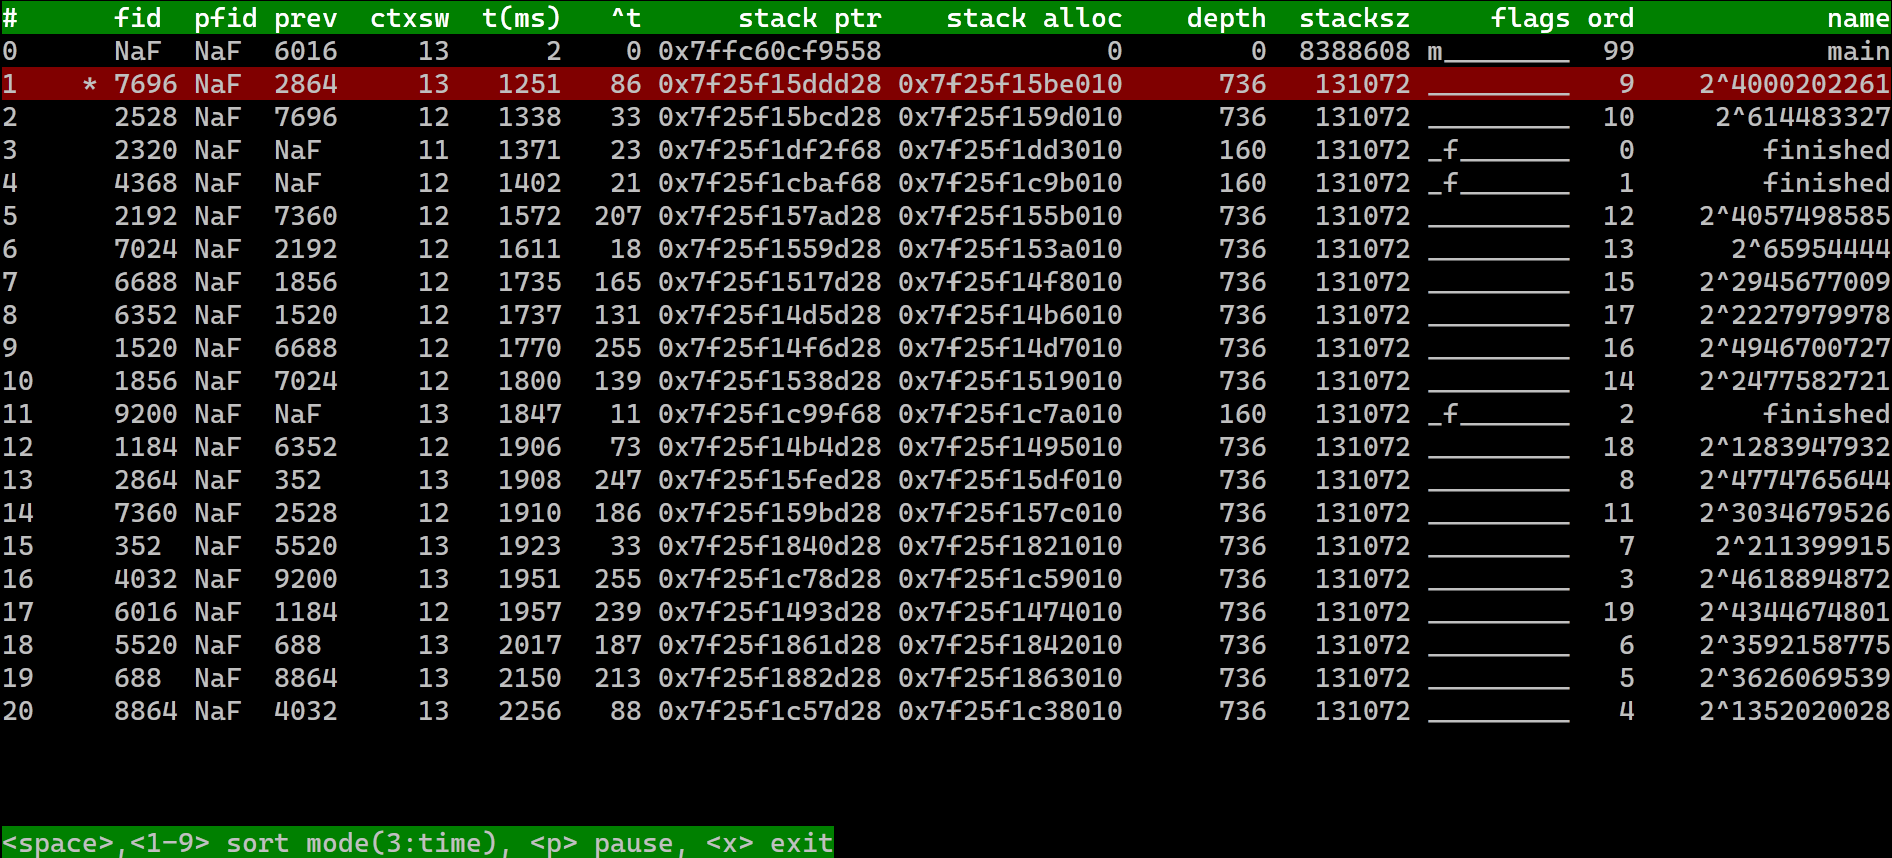 # fid pfid prev ctxsw t(ms) ^t stack ptr stack alloc depth stacksz flags ord name
0 NaF NaF 6016 13 2 0 0x7ffc60cf9558 0 0 8388608 m________ 99 main
1 * 7696 NaF 2864 13 1251 86 0x7f25f15ddd28 0x7f25f15be010 736 131072 _________ 9 2^4000202261
2 2528 NaF 7696 12 1338 33 0x7f25f15bcd28 0x7f25f159d010 736 131072 _________ 10 2^614483327
3 2320 NaF NaF 11 1371 23 0x7f25f1df2f68 0x7f25f1dd3010 160 131072 _f_______ 0 finished
4 4368 NaF NaF 12 1402 21 0x7f25f1cbaf68 0x7f25f1c9b010 160 131072 _f_______ 1 finished
5 2192 NaF 7360 12 1572 207 0x7f25f157ad28 0x7f25f155b010 736 131072 _________ 12 2^4057498585
6 7024 NaF 2192 12 1611 18 0x7f25f1559d28 0x7f25f153a010 736 131072 _________ 13 2^65954444
7 6688 NaF 1856 12 1735 165 0x7f25f1517d28 0x7f25f14f8010 736 131072 _________ 15 2^2945677009
8 6352 NaF 1520 12 1737 131 0x7f25f14d5d28 0x7f25f14b6010 736 131072 _________ 17 2^2227979978
9 1520 NaF 6688 12 1770 255 0x7f25f14f6d28 0x7f25f14d7010 736 131072 _________ 16 2^4946700727
10 1856 NaF 7024 12 1800 139 0x7f25f1538d28 0x7f25f1519010 736 131072 _________ 14 2^2477582721
11 9200 NaF NaF 13 1847 11 0x7f25f1c99f68 0x7f25f1c7a010 160 131072 _f_______ 2 finished
12 1184 NaF 6352 12 1906 73 0x7f25f14b4d28 0x7f25f1495010 736 131072 _________ 18 2^1283947932
13 2864 NaF 352 13 1908 247 0x7f25f15fed28 0x7f25f15df010 736 131072 _________ 8 2^4774765644
14 7360 NaF 2528 12 1910 186 0x7f25f159bd28 0x7f25f157c010 736 131072 _________ 11 2^3034679526
15 352 NaF 5520 13 1923 33 0x7f25f1840d28 0x7f25f1821010 736 131072 _________ 7 2^211399915
16 4032 NaF 9200 13 1951 255 0x7f25f1c78d28 0x7f25f1c59010 736 131072 _________ 3 2^4618894872
17 6016 NaF 1184 12 1957 239 0x7f25f1493d28 0x7f25f1474010 736 131072 _________ 19 2^4344674801
18 5520 NaF 688 13 2017 187 0x7f25f1861d28 0x7f25f1842010 736 131072 _________ 6 2^3592158775
19 688 NaF 8864 13 2150 213 0x7f25f1882d28 0x7f25f1863010 736 131072 _________ 5 2^3626069539
20 8864 NaF 4032 13 2256 88 0x7f25f1c57d28 0x7f25f1c38010 736 131072 _________ 4 2^1352020028
<space>,<1-9> sort mode(3:time), <p> pause, <x> exit